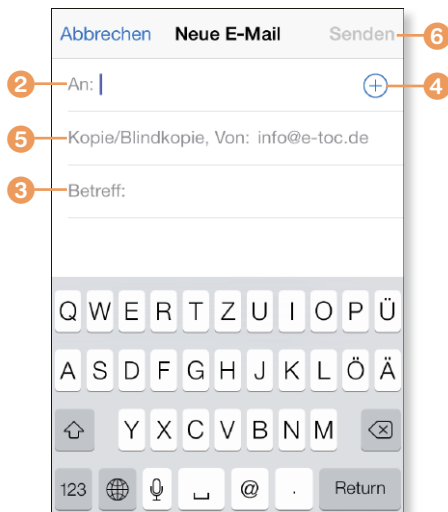 Abbrechen Neue E-Mail Senden 6
2 An: 4
5 Kopie/Blindkopie, Von: info@e-toc.de
3 Betreff:
Q W E R T Z U I O P Ü
A S D F G H J K L Ö Ä
Y X C V B N M
123 @ . Return